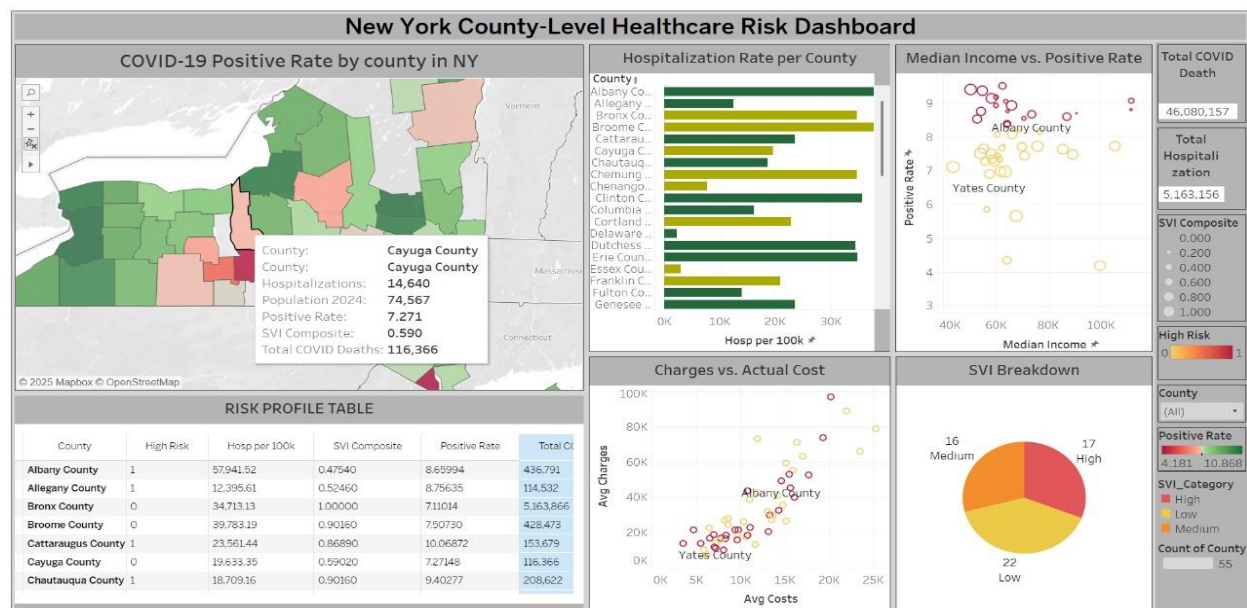 New York County-Level Healthcare Risk Dashboard
COVID-19 Positive Rate by county in NY
Vermont
Massachuse
Connecticut
County: Cayuga County
County: Cayuga County
Hospitalizations: 14,640
Population 2024: 74,567
Positive Rate: 7.271
SVI Composite: 0.590
Total COVID Deaths: 116,366
© 2025 Mapbox © OpenStreetMap
RISK PROFILE TABLE
County High Risk Hosp per 100k SVI Composite Positive Rate Total CO
Albany County 1 57,941.52 0.47540 8.65994 436,791
Allegany County 1 12,395.61 0.52460 8.75635 114,532
Bronx County 0 34,713.13 1.00000 7.11014 5,163,866
Broome County 0 39,783.19 0.90160 7.50730 428,473
Cattaraugus County 1 23,561.44 0.86890 10.06872 153,679
Cayuga County 0 19,633.35 0.59020 7.27148 116,366
Chautauqua County 1 18,709.16 0.90160 9.40277 208,622
Hospitalization Rate per County
County
Albany Co..
Allegany ..
Bronx Co..
Broome C..
Cattarau..
Cayuga C..
Chautauq..
Chemung ..
Chenango..
Clinton C..
Columbia ..
Cortland ..
Delaware ..
Dutchess ..
Erie Coun..
Essex Cou..
Franklin C..
Fulton Co..
Genesee ..
0K 10K 20K 30K
Hosp per 100k
Median Income vs. Positive Rate
Positive Rate
9
8
7
6
5
4
3
Albany County
Yates County
40K 60K 80K 100K
Median Income
Charges vs. Actual Cost
Avg Charges
100K
80K
60K
40K
20K
0K
Albany County
Yates County
0K 5K 10K 15K 20K 25K
Avg Costs
SVI Breakdown
16
Medium
17
High
22
Low
Total COVID
Death
46,080,157
Total
Hospitali
zation
5,163,156
SVI Composite
0.000
0.200
0.400
0.600
0.800
1.000
High Risk
0 1
County
(All)
Positive Rate
4.181 10.868
SVI_Category
High
Low
Medium
Count of County
55